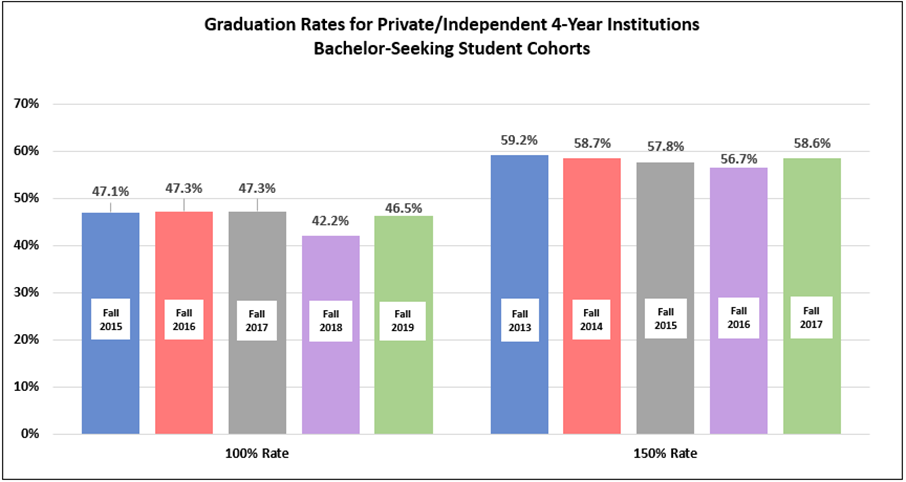 Graduation Rates for Private/Independent 4-Year Institutions
Bachelor-Seeking Student Cohorts
70%
60%
50%
40%
30%
20%
10%
0%
47.1%
47.3%
47.3%
42.2%
46.5%
59.2%
58.7%
57.8%
56.7%
58.6%
Fall
2015
Fall
2016
Fall
2017
Fall
2018
Fall
2019
Fall
2013
Fall
2014
Fall
2015
Fall
2016
Fall
2017
100% Rate
150% Rate